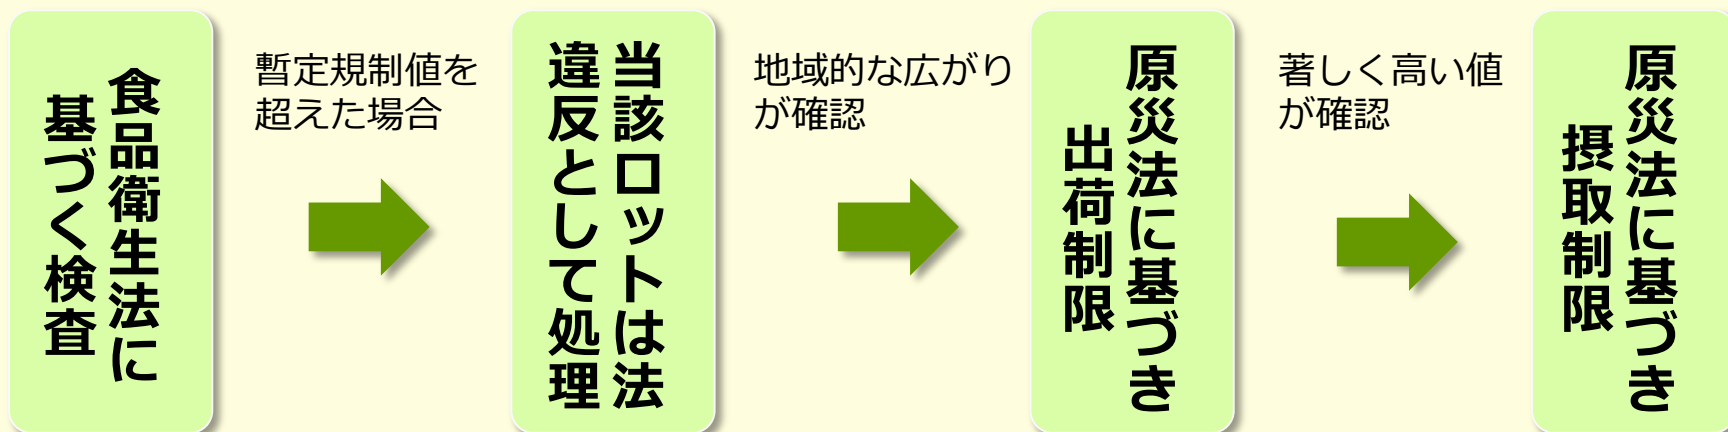 食品衛生法に
基づく検査
暫定規制値を
超えた場合
当該ロットは法
違反として処理
地域的な広がり
が確認
原災法に基づき
出荷制限
著しく高い値
が確認
原災法に基づき
摂取制限